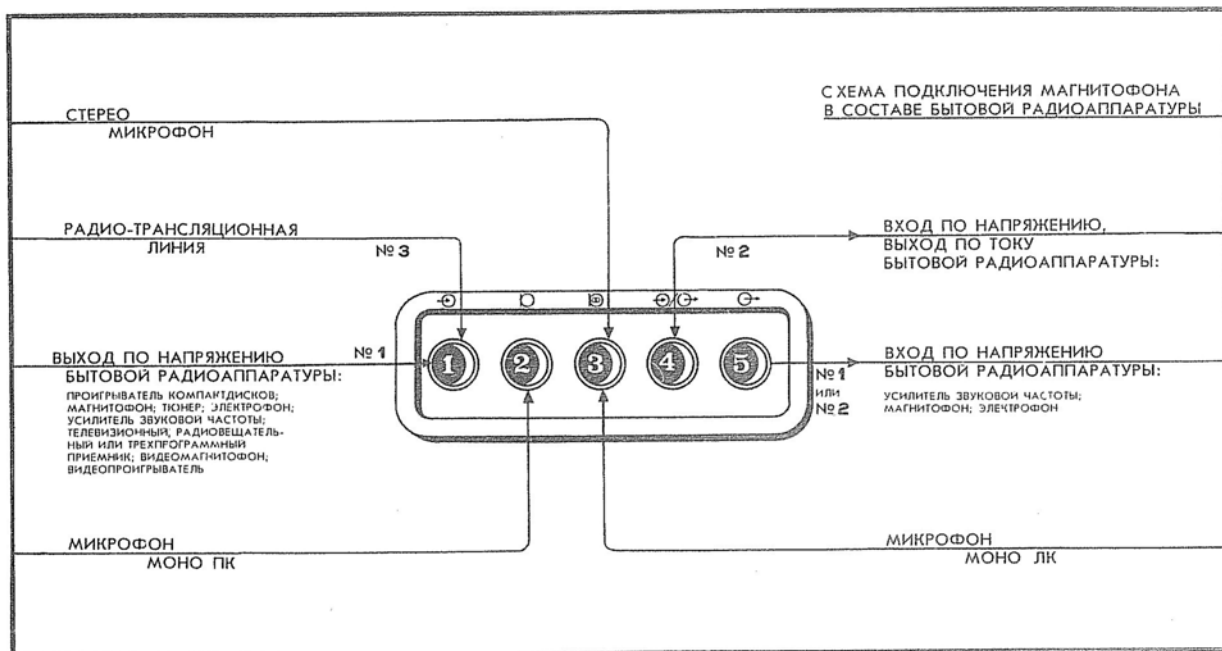 СХЕМА ПОДКЛЮЧЕНИЯ МАГНИТОФОНА
В СОСТАВЕ БЫТОВОЙ РАДИОАППАРАТУРЫ
СТЕРЕО
МИКРОФОН
РАДИО-ТРАНСЛЯЦИОННАЯ
ЛИНИЯ
№ 3
№ 2
ВХОД ПО НАПРЯЖЕНИЮ,
ВЫХОД ПО ТОКУ
БЫТОВОЙ РАДИОАППАРАТУРЫ:
ВЫХОД ПО НАПРЯЖЕНИЮ
БЫТОВОЙ РАДИОАППАРАТУРЫ:
ПРОИГРЫВАТЕЛЬ КОМПАКТДИСКОВ;
МАГНИТОФОН; ТЮНЕР; ЭЛЕКТРОФОН;
УСИЛИТЕЛЬ ЗВУКОВОЙ ЧАСТОТЫ;
ТЕЛЕВИЗИОННЫЙ, РАДИОВЕЩАТЕЛЬ-
НЫЙ ИЛИ ТРЕХПРОГРАММНЫЙ
ПРИЕМНИК; ВИДЕОМАГНИТОФОН;
ВИДЕОПРОИГРЫВАТЕЛЬ
№ 1
1 2 3 4 5
№ 1
ИЛИ
№ 2
ВХОД ПО НАПРЯЖЕНИЮ
БЫТОВОЙ РАДИОАППАРАТУРЫ:
УСИЛИТЕЛЬ ЗВУКОВОЙ ЧАСТОТЫ;
МАГНИТОФОН; ЭЛЕКТРОФОН
МИКРОФОН
МОНО ПК
МИКРОФОН
МОНО ЛК